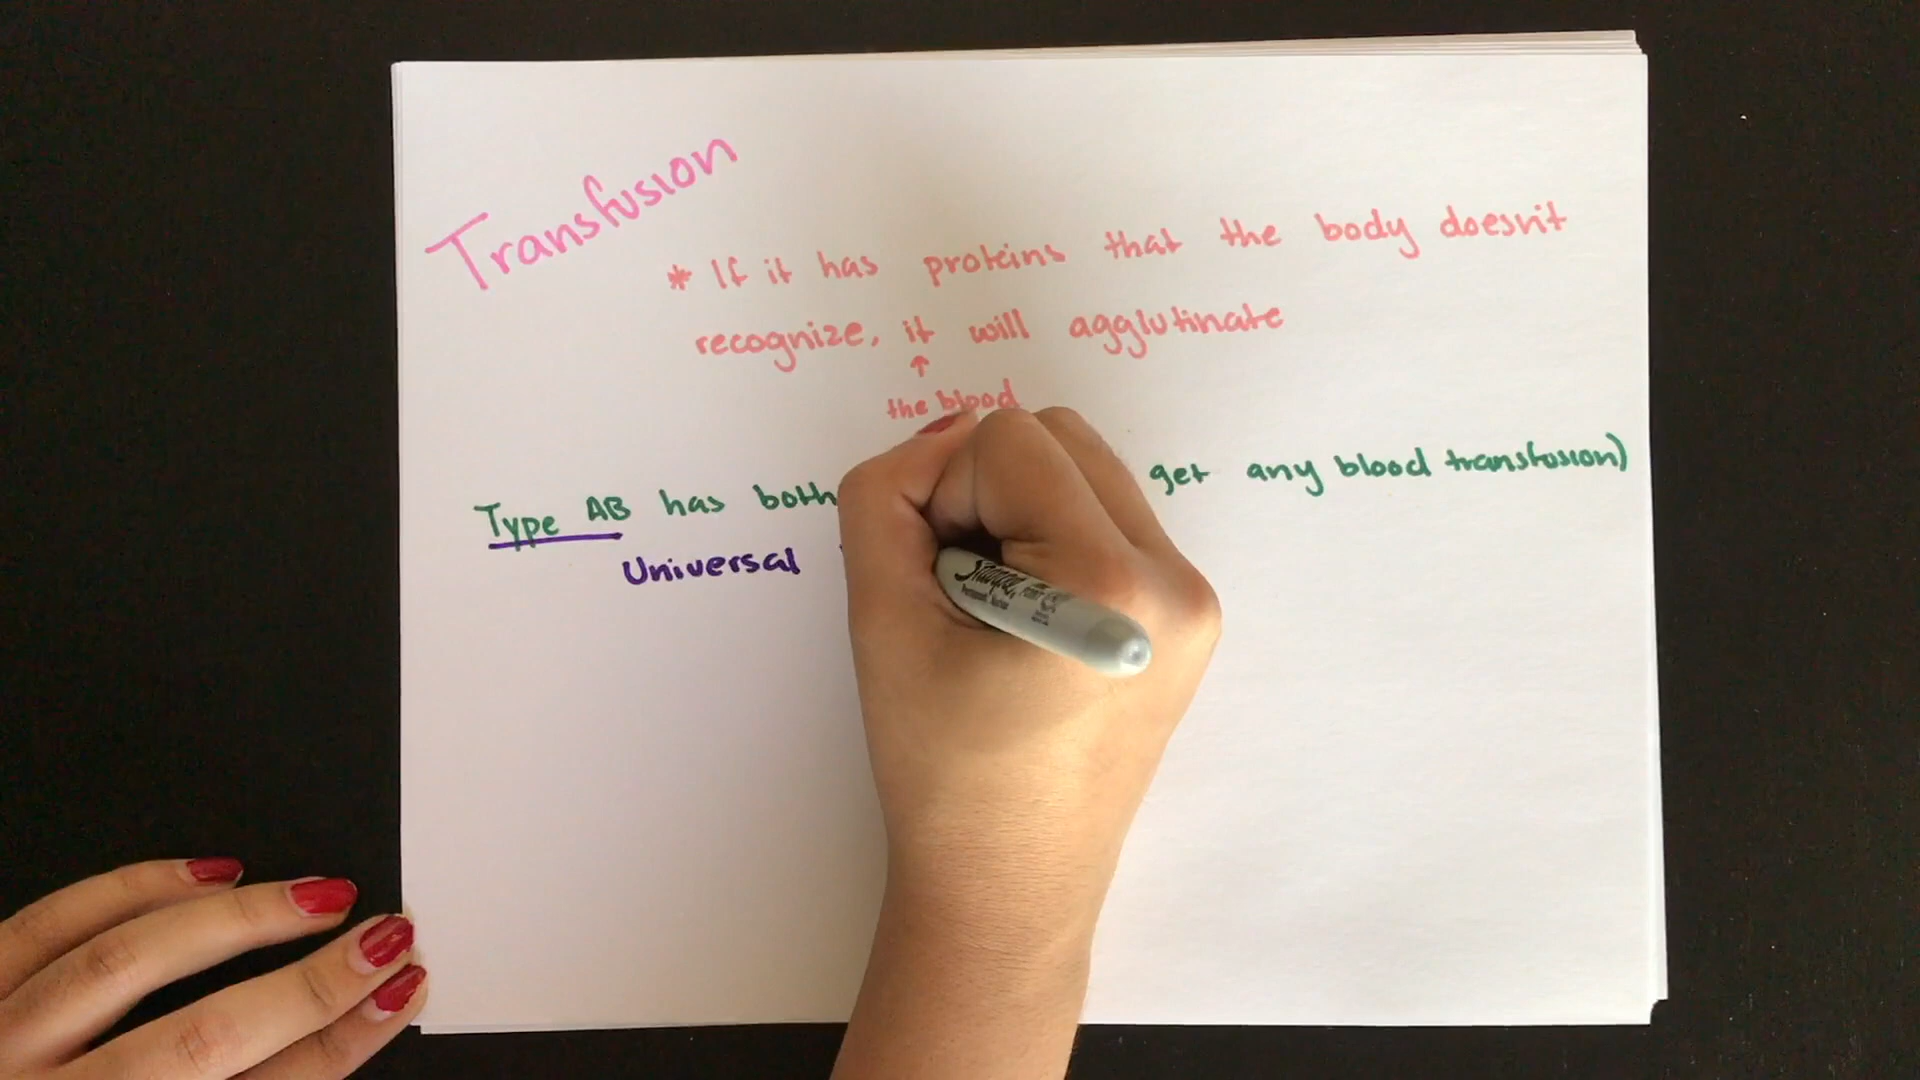 Transfusion
* If it has proteins that the body doesn't
recognize, it will agglutinate
↑
the blood
Type AB has both get any blood transfusion)
Universal
Sharpie